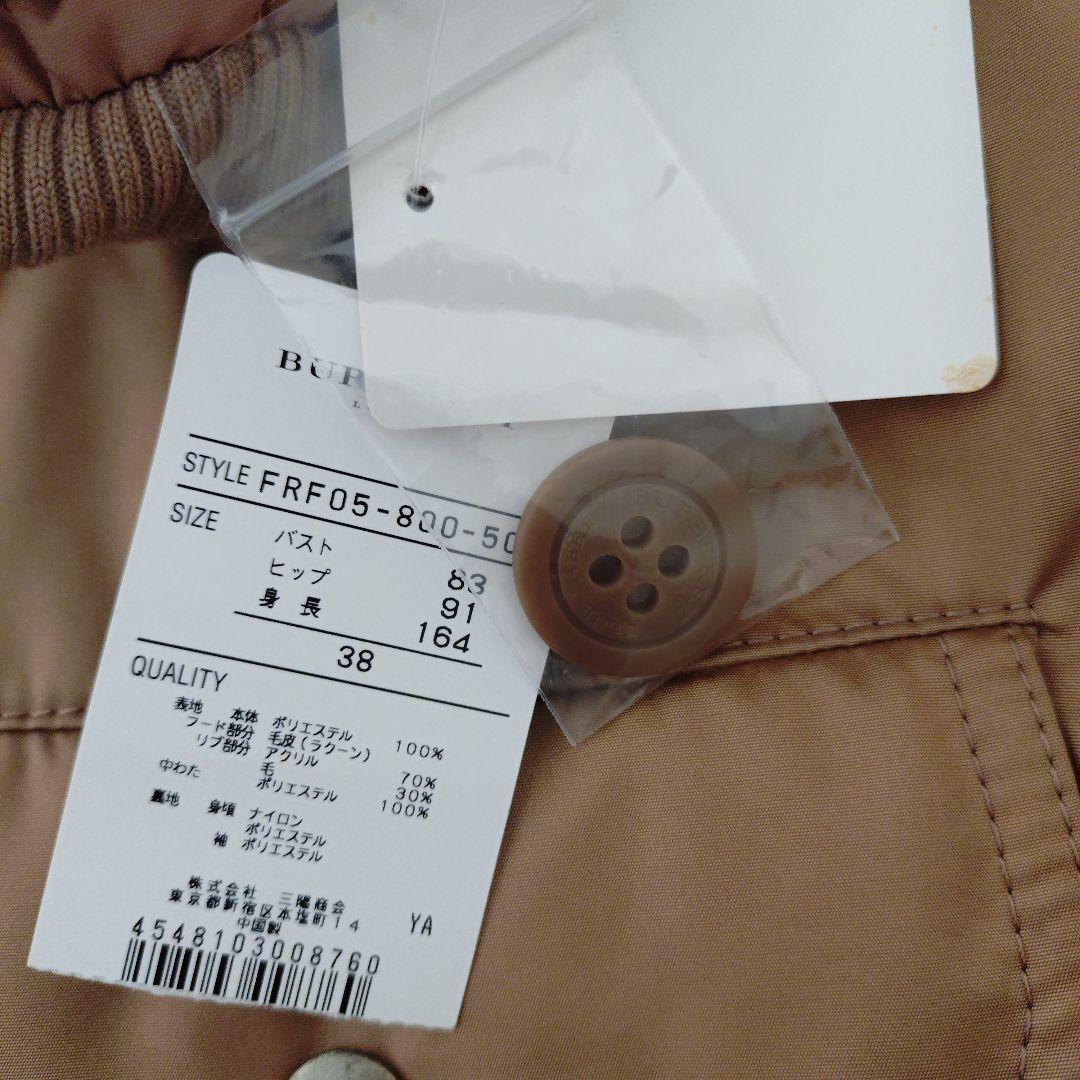 BUR
STYLE FRF05-800-50
SIZE
バスト 83
ヒップ 91
身長 164
38
QUALITY
表地 本体 ポリエステル 100%
フード部分 毛皮(ラクーン)
リブ部分 アクリル 70%
毛 30%
中わた ポリエステル 100%
裏地 身頃 ナイロン
ポリエステル
袖 ポリエステル
株式会社 三陽商会
東京都新宿区本塩町14
中国製
YA
4548103008760